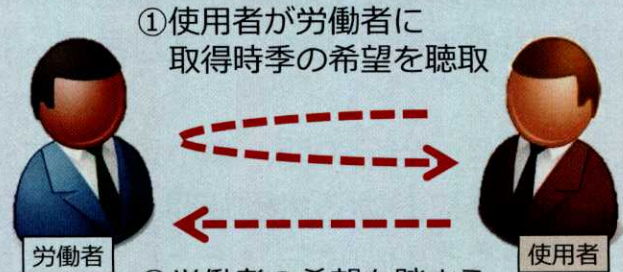 ①使用者が労働者に
取得時季の希望を聴取
労働者
使用者